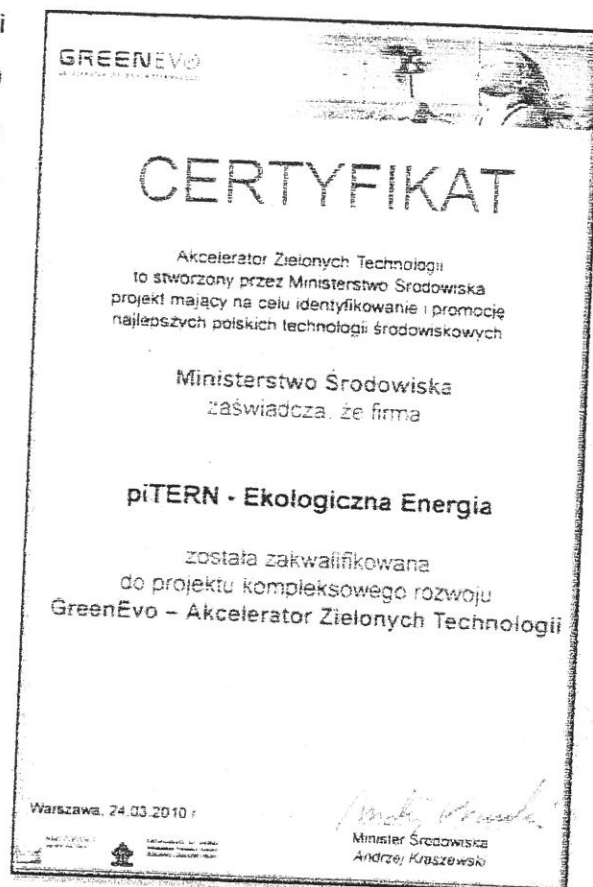 GREENEVO
CERTYFIKAT
Akcelerator Zielonych Technologii
to stworzony przez Ministerstwo Środowiska
projekt mający na celu identyfikowanie i promocję
najlepszych polskich technologii środowiskowych
Ministerstwo Środowiska
zaświadcza, że firma
piTERN - Ekologiczna Energia
została zakwalifikowana
do projektu kompleksowego rozwoju
GreenEvo – Akcelerator Zielonych Technologii
Warszawa, 24.03.2010 r.
Minister Środowiska
Andrzej Kraszewski